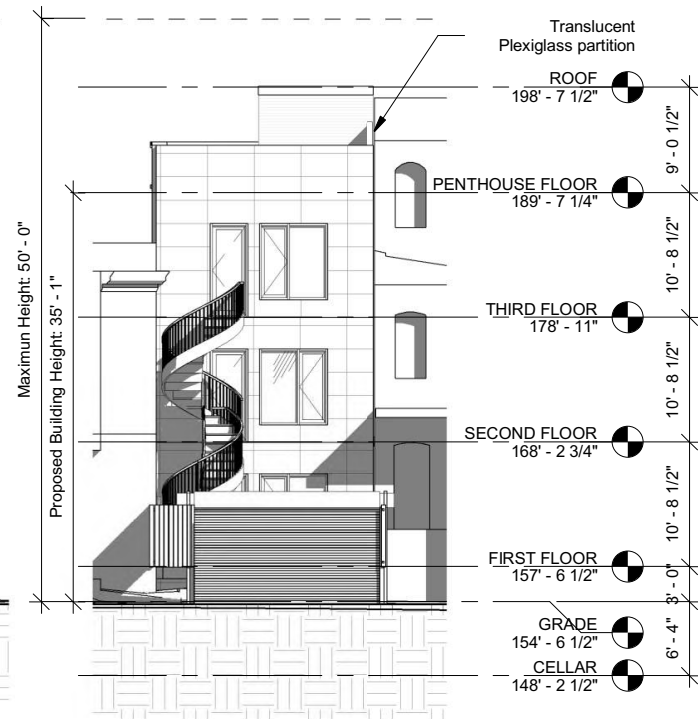 Translucent
Plexiglass partition
ROOF
198' - 7 1/2"
9' - 0 1/2"
PENTHOUSE FLOOR
189' - 7 1/4"
10' - 8 1/2"
Maximun Height: 50' - 0"
Proposed Building Height: 35' - 1"
THIRD FLOOR
178' - 11"
10' - 8 1/2"
SECOND FLOOR
168' - 2 3/4"
10' - 8 1/2"
FIRST FLOOR
157' - 6 1/2"
3' - 0"
GRADE
154' - 6 1/2"
6' - 4"
CELLAR
148' - 2 1/2"